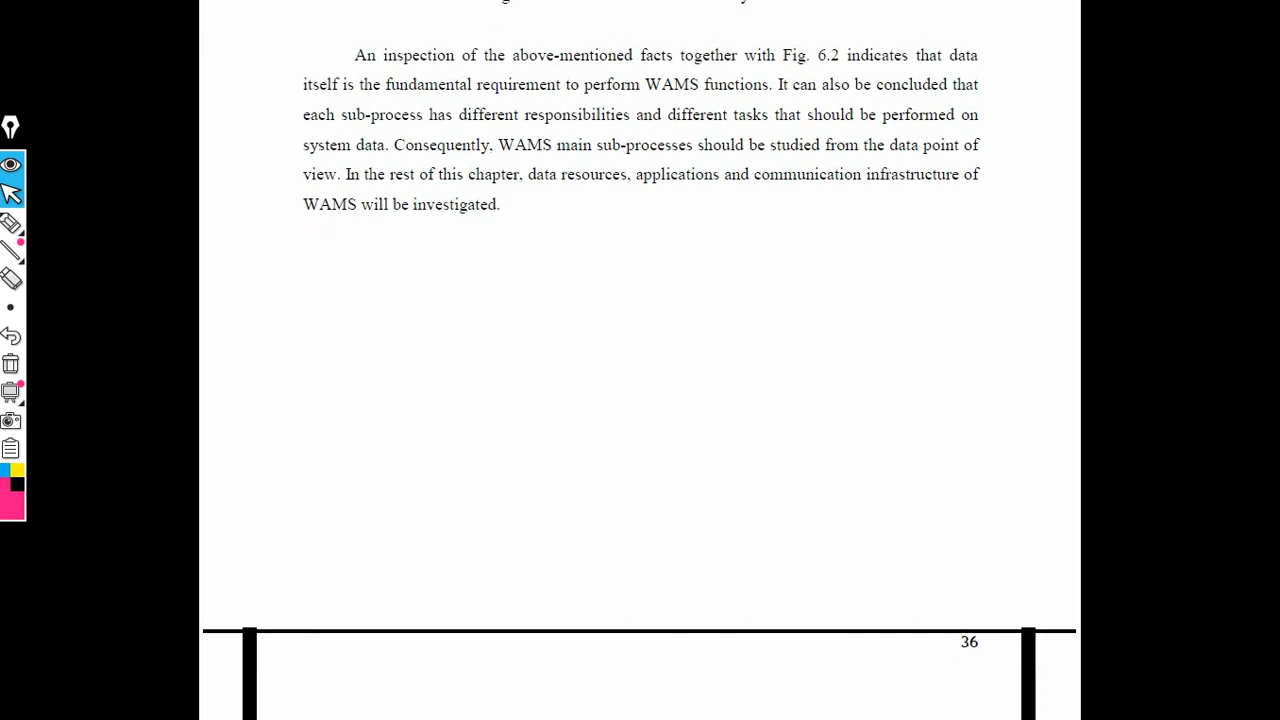 An inspection of the above-mentioned facts together with Fig. 6.2 indicates that data
itself is the fundamental requirement to perform WAMS functions. It can also be concluded that
each sub-process has different responsibilities and different tasks that should be performed on
system data. Consequently, WAMS main sub-processes should be studied from the data point of
view. In the rest of this chapter, data resources, applications and communication infrastructure of
WAMS will be investigated.
36